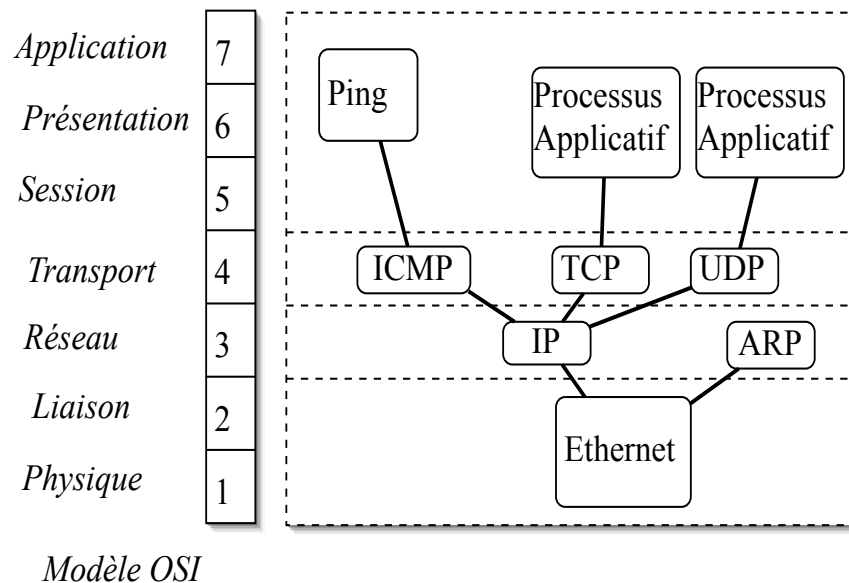 Application 7
Présentation 6
Session 5
Transport 4
Réseau 3
Liaison 2
Physique 1
Modèle OSI
Ping
Processus
Applicatif
Processus
Applicatif
ICMP
TCP
UDP
IP
ARP
Ethernet